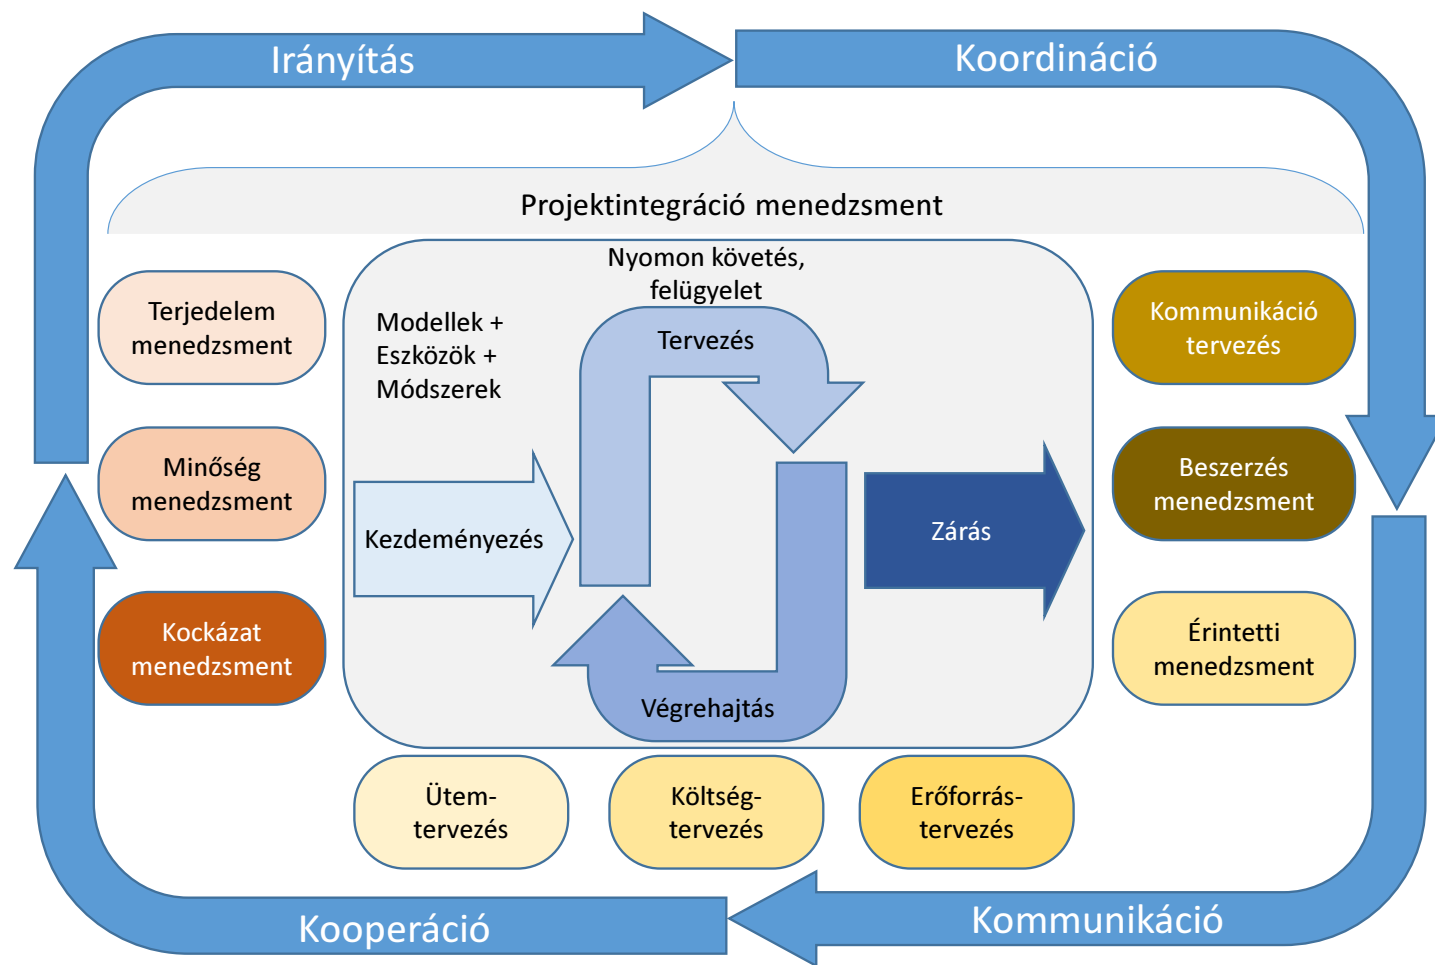 Irányítás
Koordináció
Projektintegráció menedzsment
Nyomon követés,
felügyelet
Terjedelem
menedzsment
Modellek +
Eszközök +
Módszerek
Tervezés
Kommunikáció
tervezés
Minőség
menedzsment
Beszerzés
menedzsment
Kezdeményezés
Zárás
Kockázat
menedzsment
Érintetti
menedzsment
Végrehajtás
Ütem-
tervezés
Költség-
tervezés
Erőforrás-
tervezés
Kooperáció
Kommunikáció